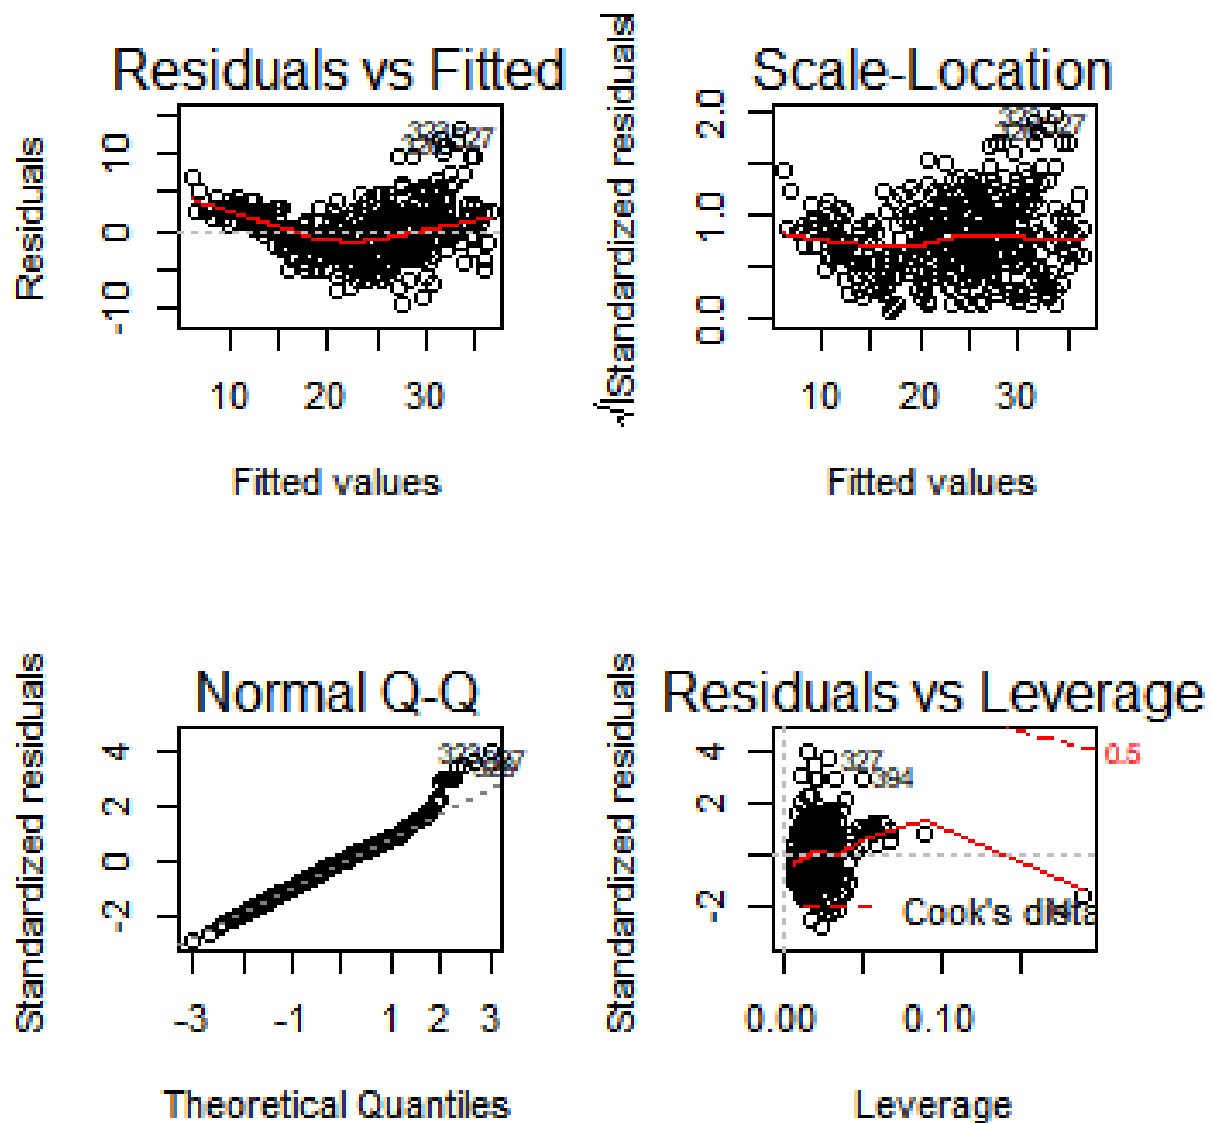 Residuals vs Fitted
Residuals
10
0
-10
10 20 30
Fitted values
Scale-Location
√|Standardized residuals|
2.0
1.0
0.0
10 20 30
Fitted values
Normal Q-Q
Standardized residuals
4
2
0
-2
-3 -1 1 2 3
Theoretical Quantiles
Residuals vs Leverage
Standardized residuals
4
2
-2
327
394
0.5
Cook's dista
0.00 0.10
Leverage